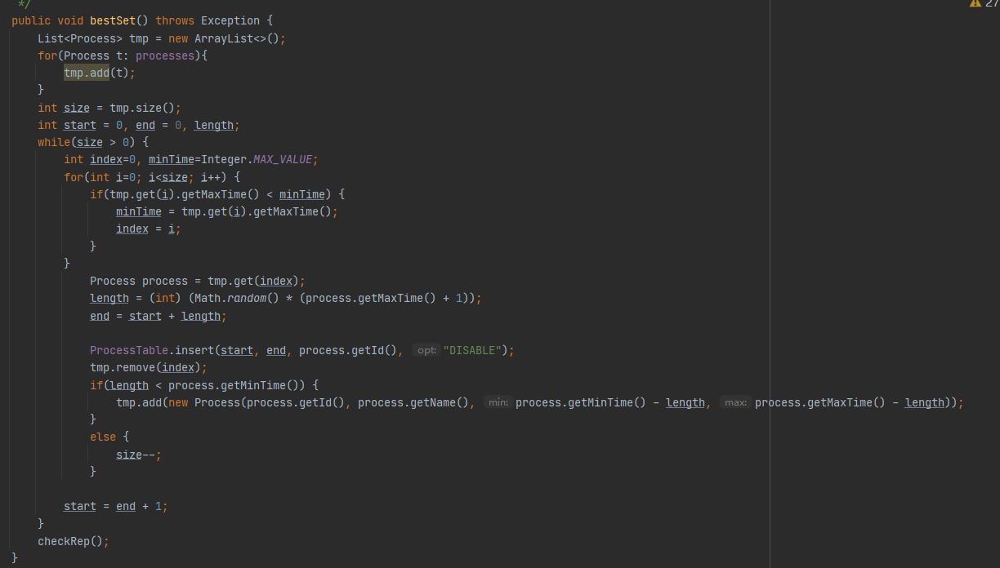 */
27
public void bestSet() throws Exception {
List<Process> tmp = new ArrayList<>();
for(Process t: processes){
tmp.add(t);
}
int size = tmp.size();
int start = 0, end = 0, length;
while(size > 0) {
int index=0, minTime=Integer.MAX_VALUE;
for(int i=0; i<size; i++) {
if(tmp.get(i).getMaxTime() < minTime) {
minTime = tmp.get(i).getMaxTime();
index = i;
}
}
Process process = tmp.get(index);
length = (int) (Math.random() * (process.getMaxTime() + 1));
end = start + length;
ProcessTable.insert(start, end, process.getId(), opt: "DISABLE");
tmp.remove(index);
if(length < process.getMinTime()) {
tmp.add(new Process(process.getId(), process.getName(), min: process.getMinTime() - length, max: process.getMaxTime() - length));
}
else {
size--;
}
start = end + 1;
}
checkRep();
}